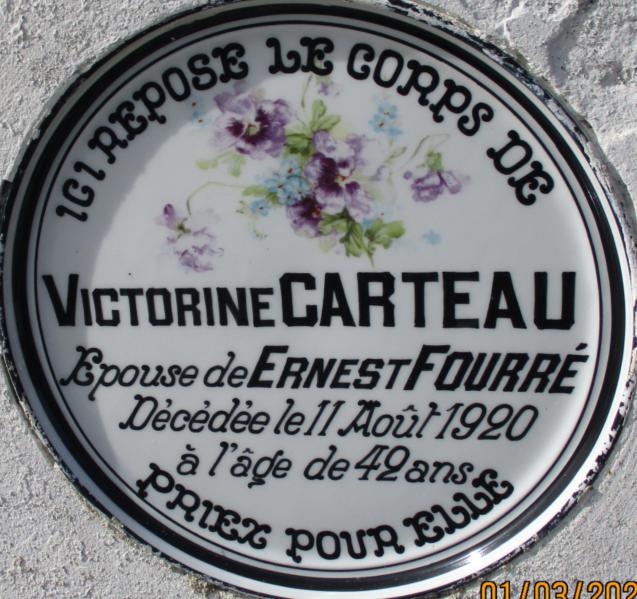 ICI REPOSE LE CORPS DE
VICTORINE CARTEAU
Epouse de ERNEST FOURRÉ
Décédée le 11 Août 1920
à l'âge de 42 ans
PRIEZ POUR ELLE